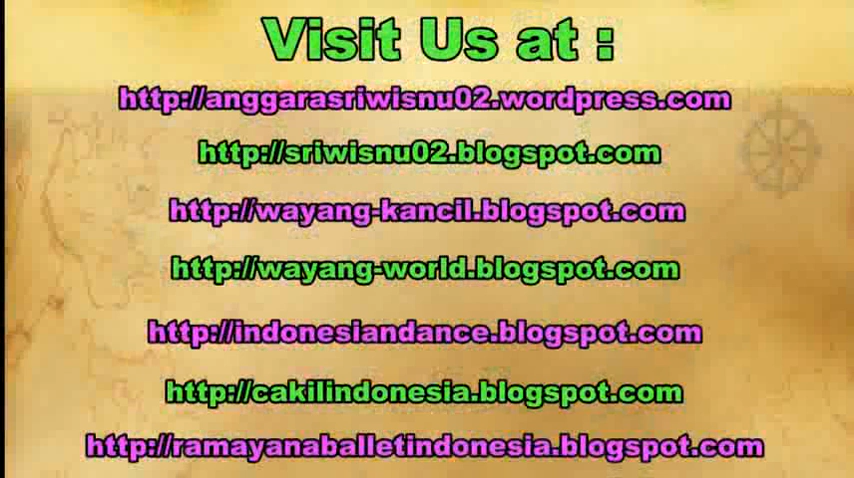 Visit Us at :
http://anggarasriwisnu02.wordpress.com
http://sriwisnu02.blogspot.com
http://wayang-kancil.blogspot.com
http://wayang-world.blogspot.com
http://indonesiandance.blogspot.com
http://cakilindonesia.blogspot.com
http://ramayanaballetindonesia.blogspot.com